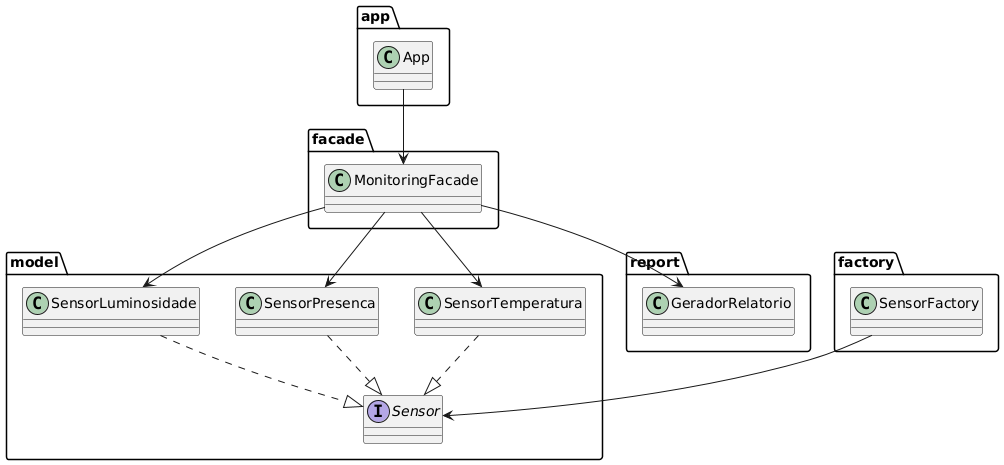 app
C App
facade
C MonitoringFacade
model
report
factory
C SensorLuminosidade
C SensorPresenca
C SensorTemperatura
C GeradorRelatorio
C SensorFactory
I Sensor